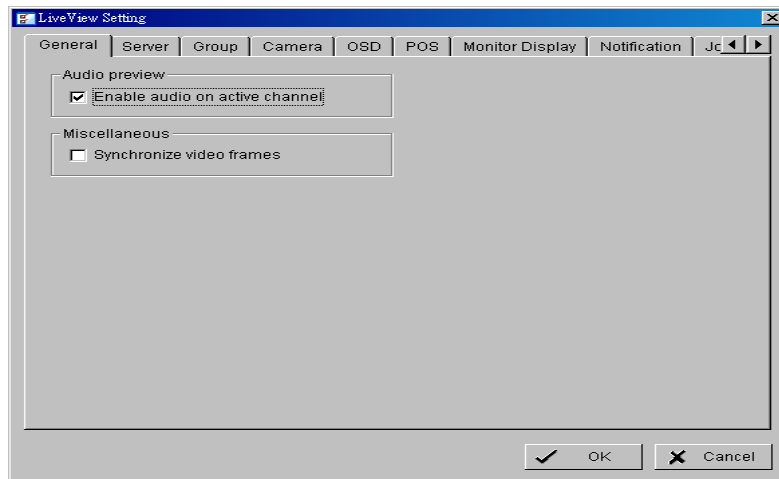 LiveView Setting
General Server Group Camera OSD POS Monitor Display Notification
Audio preview
Enable audio on active channel
Miscellaneous
Synchronize video frames
OK Cancel